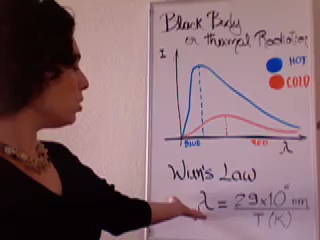 Black Body
or thermal Radiation
I
HOT
COLD
BLUE
RED
λ
Wien's Law
λ = 2.9x10⁶ nm
T (K)